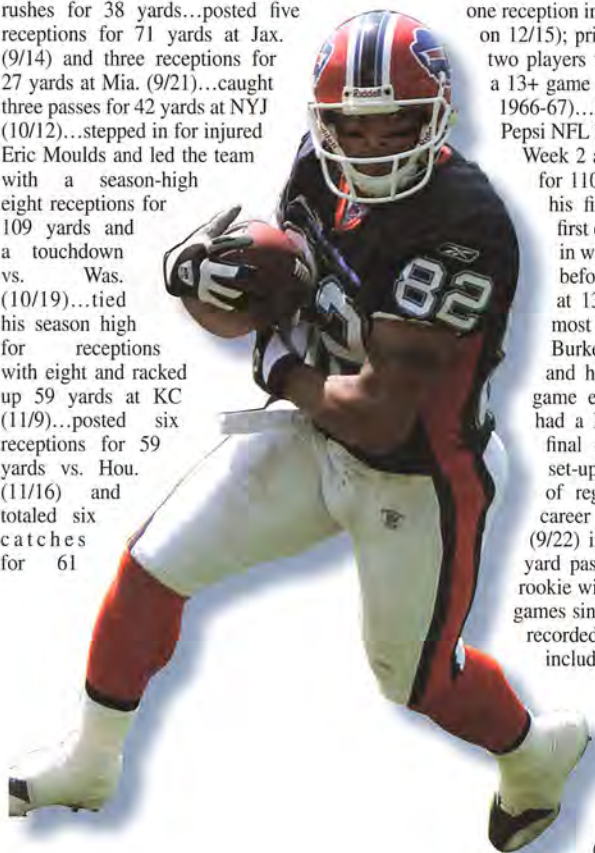 rushes for 38 yards…posted five
receptions for 71 yards at Jax.
(9/14) and three receptions for
27 yards at Mia. (9/21)…caught
three passes for 42 yards at NYJ
(10/12)…stepped in for injured
Eric Moulds and led the team
with a season-high
eight receptions for
109 yards and
a touchdown
vs. Was.
(10/19)…tied
his season high
for receptions
with eight and racked
up 59 yards at KC
(11/9)…posted six
receptions for 59
yards vs. Hou.
(11/16) and
totaled six
catches
for 61
one reception in
on 12/15); pri
two players
a 13+ game
1966-67)…
Pepsi NFL
Week 2 a
for 110
his fi
first
in w
befor
at 13
most
Burke
and h
game e
had a
final
set-up
of reg
career
(9/22) i
yard pas
rookie wi
games sin
recorded
includ
Riddell
82